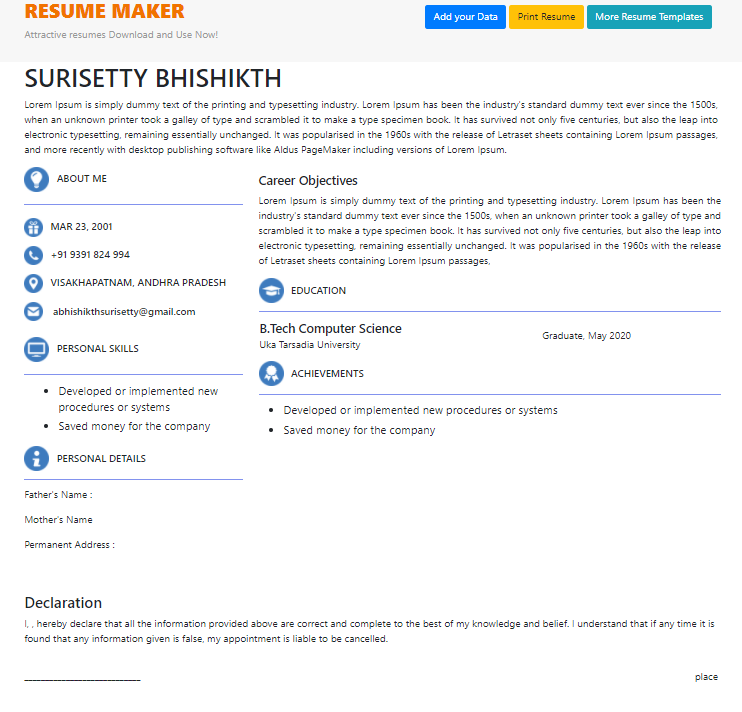 RESUME MAKER
Attractive resumes Download and Use Now!
Add your Data
Print Resume
More Resume Templates
SURISETTY BHISHIKTH
Lorem Ipsum is simply dummy text of the printing and typesetting industry. Lorem Ipsum has been the industry's standard dummy text ever since the 1500s,
when an unknown printer took a galley of type and scrambled it to make a type specimen book. It has survived not only five centuries, but also the leap into
electronic typesetting, remaining essentially unchanged. It was popularised in the 1960s with the release of Letraset sheets containing Lorem Ipsum passages,
and more recently with desktop publishing software like Aldus PageMaker including versions of Lorem Ipsum.
ABOUT ME
MAR 23, 2001
+91 9391 824 994
VISAKHAPATNAM, ANDHRA PRADESH
abhishikthsurisetty@gmail.com
PERSONAL SKILLS
• Developed or implemented new
procedures or systems
• Saved money for the company
PERSONAL DETAILS
Father's Name :
Mother's Name
Permanent Address :
Career Objectives
Lorem Ipsum is simply dummy text of the printing and typesetting industry. Lorem Ipsum has been the
industry's standard dummy text ever since the 1500s, when an unknown printer took a galley of type and
scrambled it to make a type specimen book. It has survived not only five centuries, but also the leap into
electronic typesetting, remaining essentially unchanged. It was popularised in the 1960s with the release
of Letraset sheets containing Lorem Ipsum passages,
EDUCATION
B.Tech Computer Science
Uka Tarsadia University
Graduate, May 2020
ACHIEVEMENTS
• Developed or implemented new procedures or systems
• Saved money for the company
Declaration
I, , hereby declare that all the information provided above are correct and complete to the best of my knowledge and belief. I understand that if any time it is
found that any information given is false, my appointment is liable to be cancelled.
____________________________
place